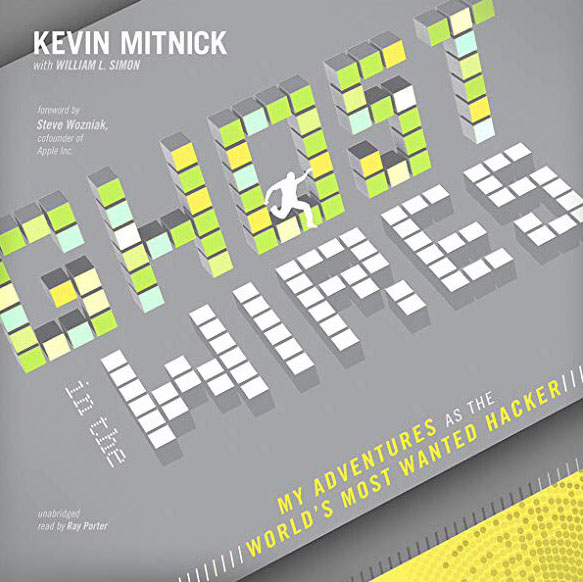 KEVIN MITNICK
with WILLIAM L. SIMON
foreword by
Steve Wozniak,
cofounder of
Apple Inc.
GHOST
in the
WIRES
MY ADVENTURES AS THE
WORLD'S MOST WANTED HACKER
unabridged
read by Ray Porter